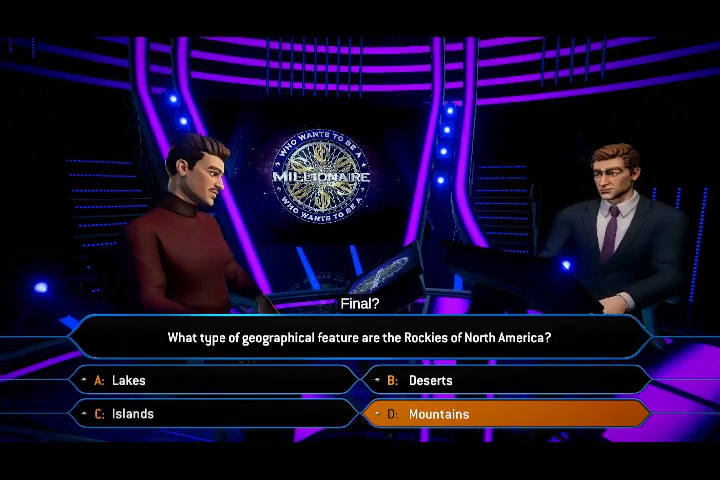 WHO WANTS TO BE A
MILLIONAIRE
WHO WANTS TO BE A
Final?
What type of geographical feature are the Rockies of North America?
A: Lakes
B: Deserts
C: Islands
D: Mountains